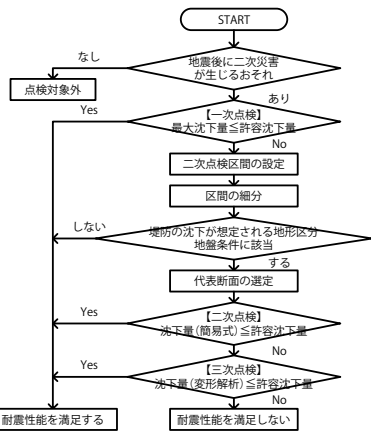 START
地震後に二次災害
が生じるおそれ
なし
点検対象外
あり
【一次点検】
最大沈下量≦許容沈下量
Yes
No
二次点検区間の設定
区間の細分
堤防の沈下が想定される地形区分
地盤条件に該当
しない
する
代表断面の選定
【二次点検】
沈下量(簡易式)≦許容沈下量
Yes
No
【三次点検】
沈下量(変形解析)≦許容沈下量
Yes
No
耐震性能を満足する
耐震性能を満足しない